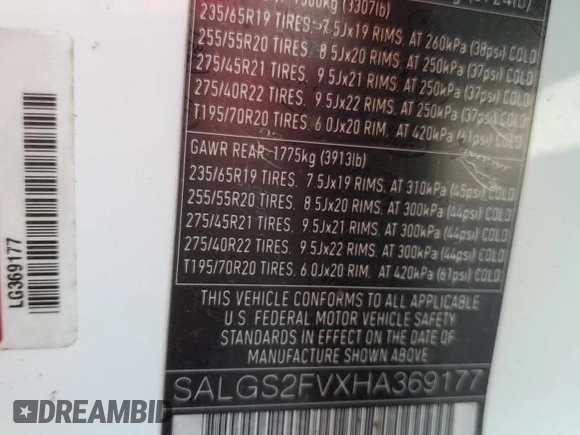 (3307lb)
235/65R19 TIRES. 7.5Jx19 RIMS. AT 260kPa (38psi) COLD
255/55R20 TIRES. 8.5Jx20 RIMS. AT 250kPa (37psi) COLD
275/45R21 TIRES. 9.5Jx21 RIMS. AT 250kPa (37psi) COLD
275/40R22 TIRES. 9.5Jx22 RIMS. AT 250kPa (37psi) COLD
T195/70R20 TIRES. 6.0Jx20 RIM. AT 420kPa (61psi) COLD
GAWR REAR-1775kg (3913lb)
235/65R19 TIRES. 7.5Jx19 RIMS. AT 310kPa (45psi) COLD
255/55R20 TIRES. 8.5Jx20 RIMS. AT 300kPa (44psi) COLD
275/45R21 TIRES. 9.5Jx21 RIMS. AT 300kPa (44psi) COLD
275/40R22 TIRES. 9.5Jx22 RIMS. AT 300kPa (44psi) COLD
T195/70R20 TIRES. 6.0Jx20 RIM. AT 420kPa (61psi) COLD
THIS VEHICLE CONFORMS TO ALL APPLICABLE
U.S. FEDERAL MOTOR VEHICLE SAFETY
STANDARDS IN EFFECT ON THE DATE OF
MANUFACTURE SHOWN ABOVE
SALGS2FVXHA369177
LG369177
DREAMBID